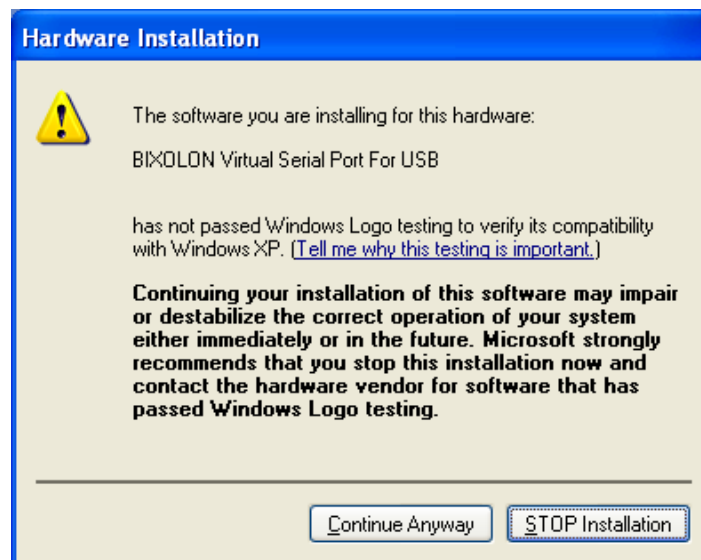 Hardware Installation
The software you are installing for this hardware:
BIXOLON Virtual Serial Port For USB
has not passed Windows Logo testing to verify its compatibility
with Windows XP. (Tell me why this testing is important.)
Continuing your installation of this software may impair
or destabilize the correct operation of your system
either immediately or in the future. Microsoft strongly
recommends that you stop this installation now and
contact the hardware vendor for software that has
passed Windows Logo testing.
Continue Anyway STOP Installation